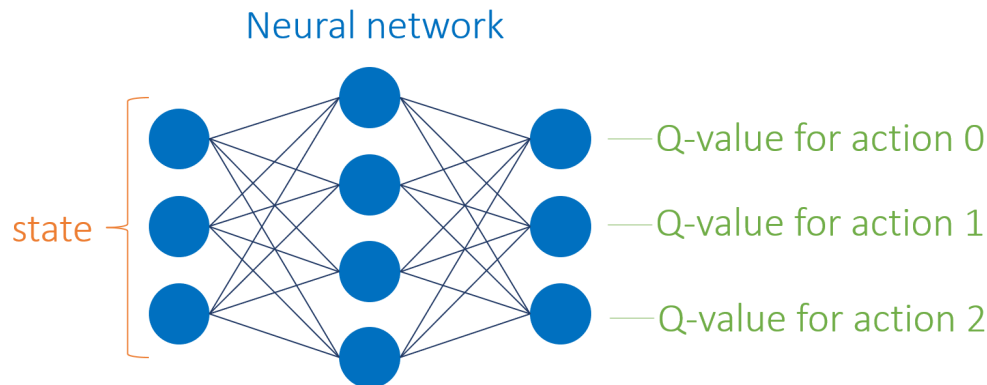 Neural network
state
Q-value for action 0
Q-value for action 1
Q-value for action 2